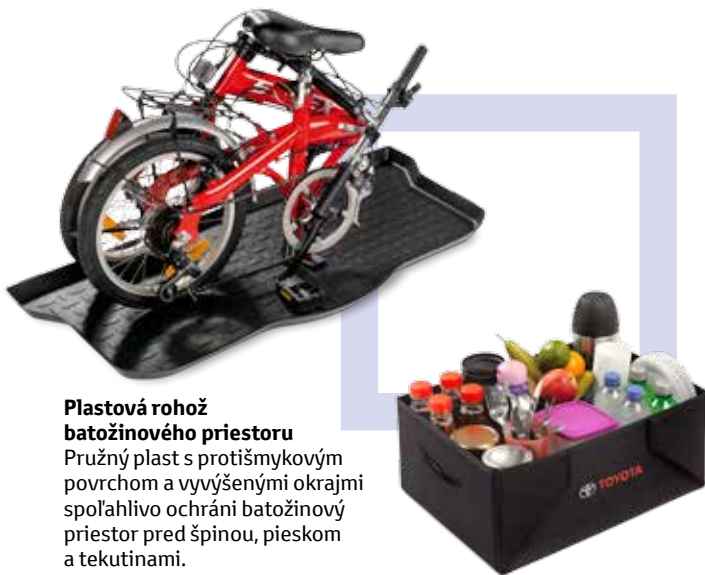 Plastová rohož
batožinového priestoru
Pružný plast s protišmykovým
povrchom a vyvýšenými okrajmi
spoľahlivo ochráni batožinový
priestor pred špinou, pieskom
a tekutinami.
TOYOTA